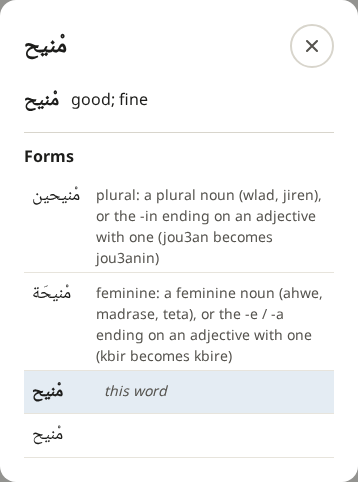 مْنيح
مْنيح good; fine
Forms
مْنيحين plural: a plural noun (wlad, jiren),
or the -in ending on an adjective
with one (jou3an becomes
jou3anin)
مْنيحَة feminine: a feminine noun (ahwe,
madrase, teta), or the -e / -a
ending on an adjective with one
(kbir becomes kbire)
مْنيح this word
مْنيح